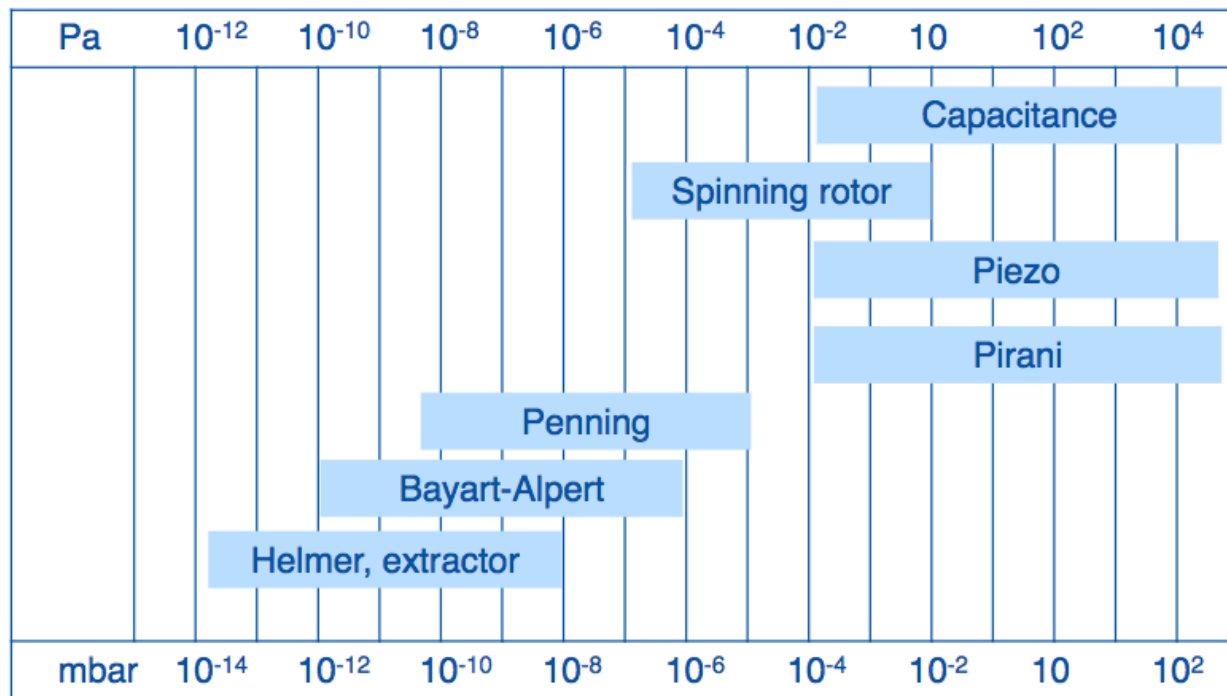 Pa 10⁻¹² 10⁻¹⁰ 10⁻⁸ 10⁻⁶ 10⁻⁴ 10⁻² 10 10² 10⁴
Capacitance
Spinning rotor
Piezo
Pirani
Penning
Bayart-Alpert
Helmer, extractor
mbar 10⁻¹⁴ 10⁻¹² 10⁻¹⁰ 10⁻⁸ 10⁻⁶ 10⁻⁴ 10⁻² 10 10²